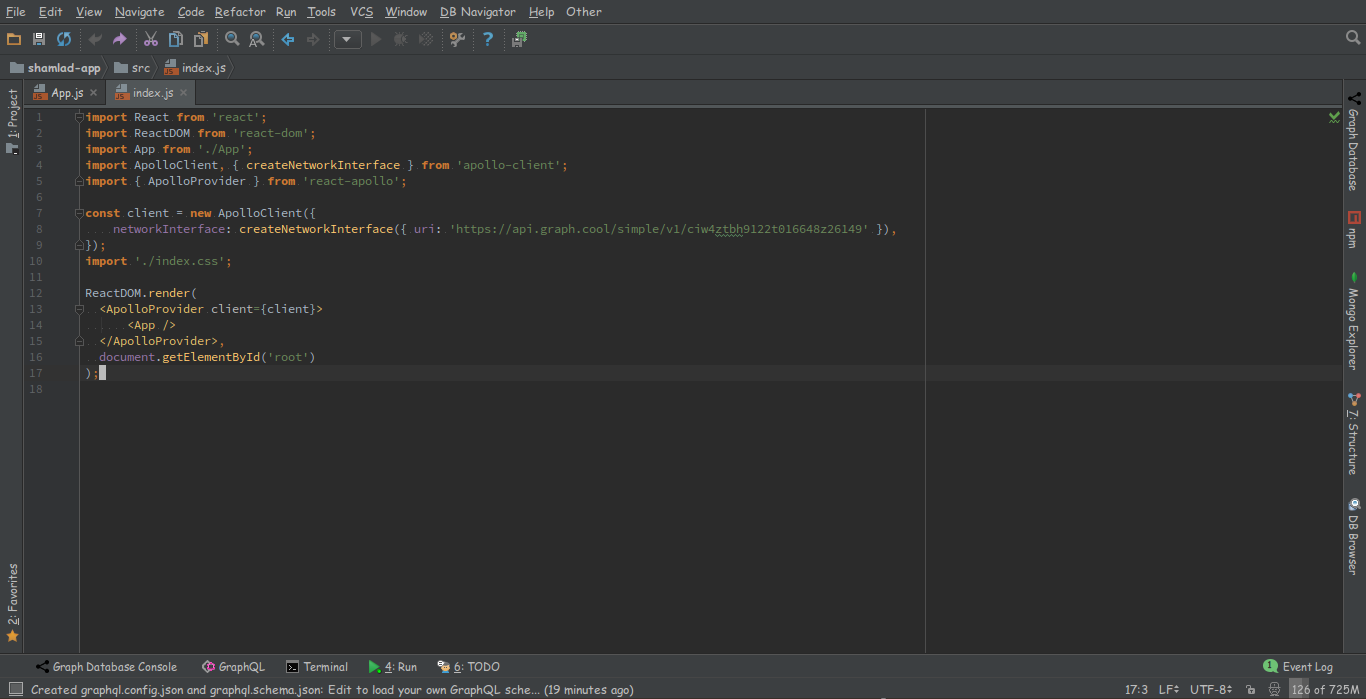 File Edit View Navigate Code Refactor Run Tools VCS Window DB Navigator Help Other
shamlad-app src index.js
App.js index.js
1: Project
2: Favorites
1 import React from 'react';
2 import ReactDOM from 'react-dom';
3 import App from './App';
4 import ApolloClient, { createNetworkInterface } from 'apollo-client';
5 import { ApolloProvider } from 'react-apollo';
6
7 const client = new ApolloClient({
8 networkInterface: createNetworkInterface({ uri: 'https://api.graph.cool/simple/v1/ciw4ztbh9122t016648z26149' }),
9 });
10 import './index.css';
11
12 ReactDOM.render(
13 <ApolloProvider client={client}>
14 <App />
15 </ApolloProvider>,
16 document.getElementById('root')
17 );
18
Graph Database
npm
Mongo Explorer
7: Structure
DB Browser
Graph Database Console GraphQL Terminal 4: Run 6: TODO 1 Event Log
Created graphql.config.json and graphql.schema.json: Edit to load your own GraphQL sche... (19 minutes ago) 17:3 LF UTF-8 126 of 725M